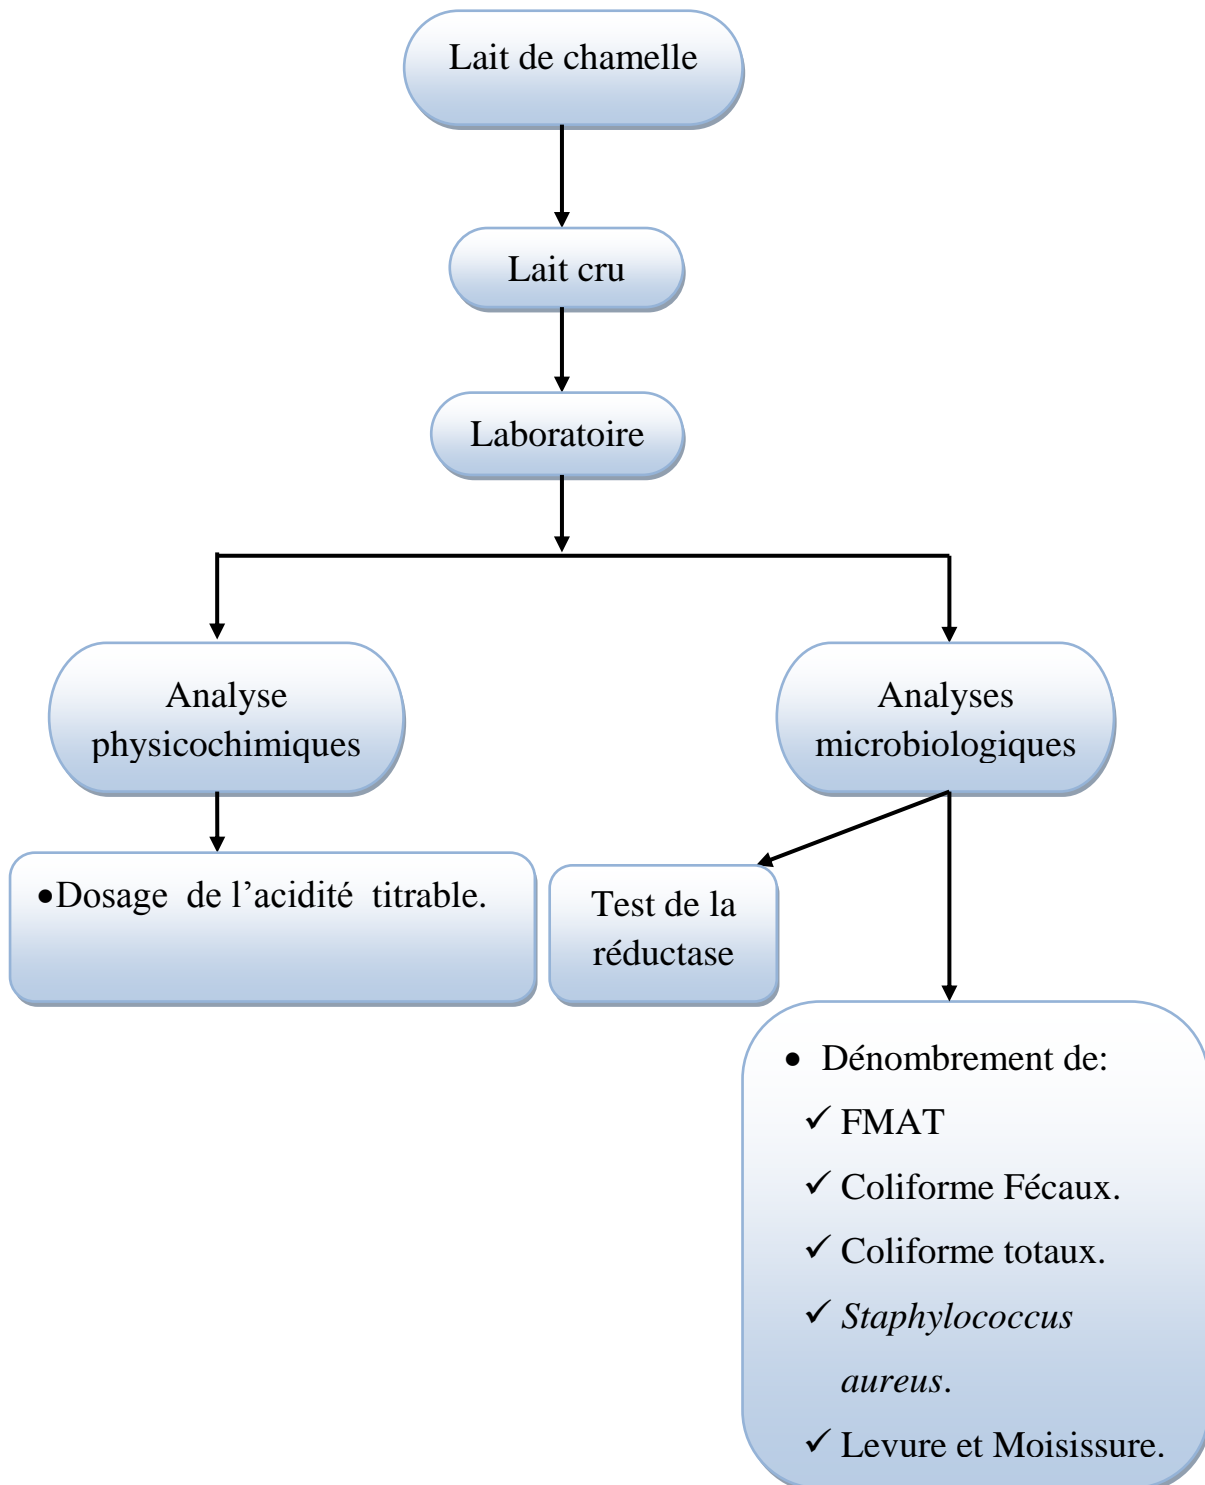 Lait de chamelle
Lait cru
Laboratoire
Analyse
physicochimiques
Analyses
microbiologiques
•Dosage de l’acidité titrable.
Test de la
réductase
• Dénombrement de:
✓ FMAT
✓ Coliforme Fécaux.
✓ Coliforme totaux.
✓ Staphylococcus
aureus.
✓ Levure et Moisissure.